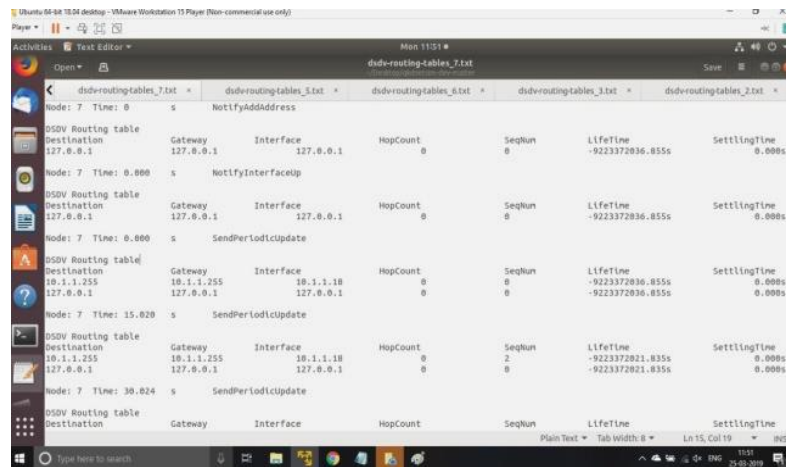 Ubuntu 64-bit 18.04 desktop - VMware Workstation 15 Player (Non-commercial use only)
Player
Activities Text Editor Mon 11:51
Open dsdv-routing-tables_7.txt Save
dsdv-routing-tables_7.txt × dsdv-routing-tables_5.txt × dsdv-routing-tables_6.txt × dsdv-routing-tables_3.txt × dsdv-routing-tables_2.txt ×
Node: 7 Time: 0 s NotifyAddAddress
DSDV Routing table
Destination Gateway Interface HopCount SeqNum LifeTime SettlingTime
127.0.0.1 127.0.0.1 127.0.0.1 0 0 -9223372036.855s 0.000s
Node: 7 Time: 0.000 s NotifyInterfaceUp
DSDV Routing table
Destination Gateway Interface HopCount SeqNum LifeTime SettlingTime
127.0.0.1 127.0.0.1 127.0.0.1 0 0 -9223372036.855s 0.000s
Node: 7 Time: 0.000 s SendPeriodicUpdate
DSDV Routing table
Destination Gateway Interface HopCount SeqNum LifeTime SettlingTime
10.1.1.255 10.1.1.255 10.1.1.18 0 0 -9223372036.855s 0.000s
127.0.0.1 127.0.0.1 127.0.0.1 0 0 -9223372036.855s 0.000s
Node: 7 Time: 15.020 s SendPeriodicUpdate
DSDV Routing table
Destination Gateway Interface HopCount SeqNum LifeTime SettlingTime
10.1.1.255 10.1.1.255 10.1.1.18 0 2 -9223372021.835s 0.000s
127.0.0.1 127.0.0.1 127.0.0.1 0 0 -9223372021.835s 0.000s
Node: 7 Time: 30.024 s SendPeriodicUpdate
DSDV Routing table
Destination Gateway Interface HopCount SeqNum LifeTime SettlingTime
Plain Text Tab Width: 8 Ln 15, Col 19 INS
Type here to search ENG 11:51
25-03-2019